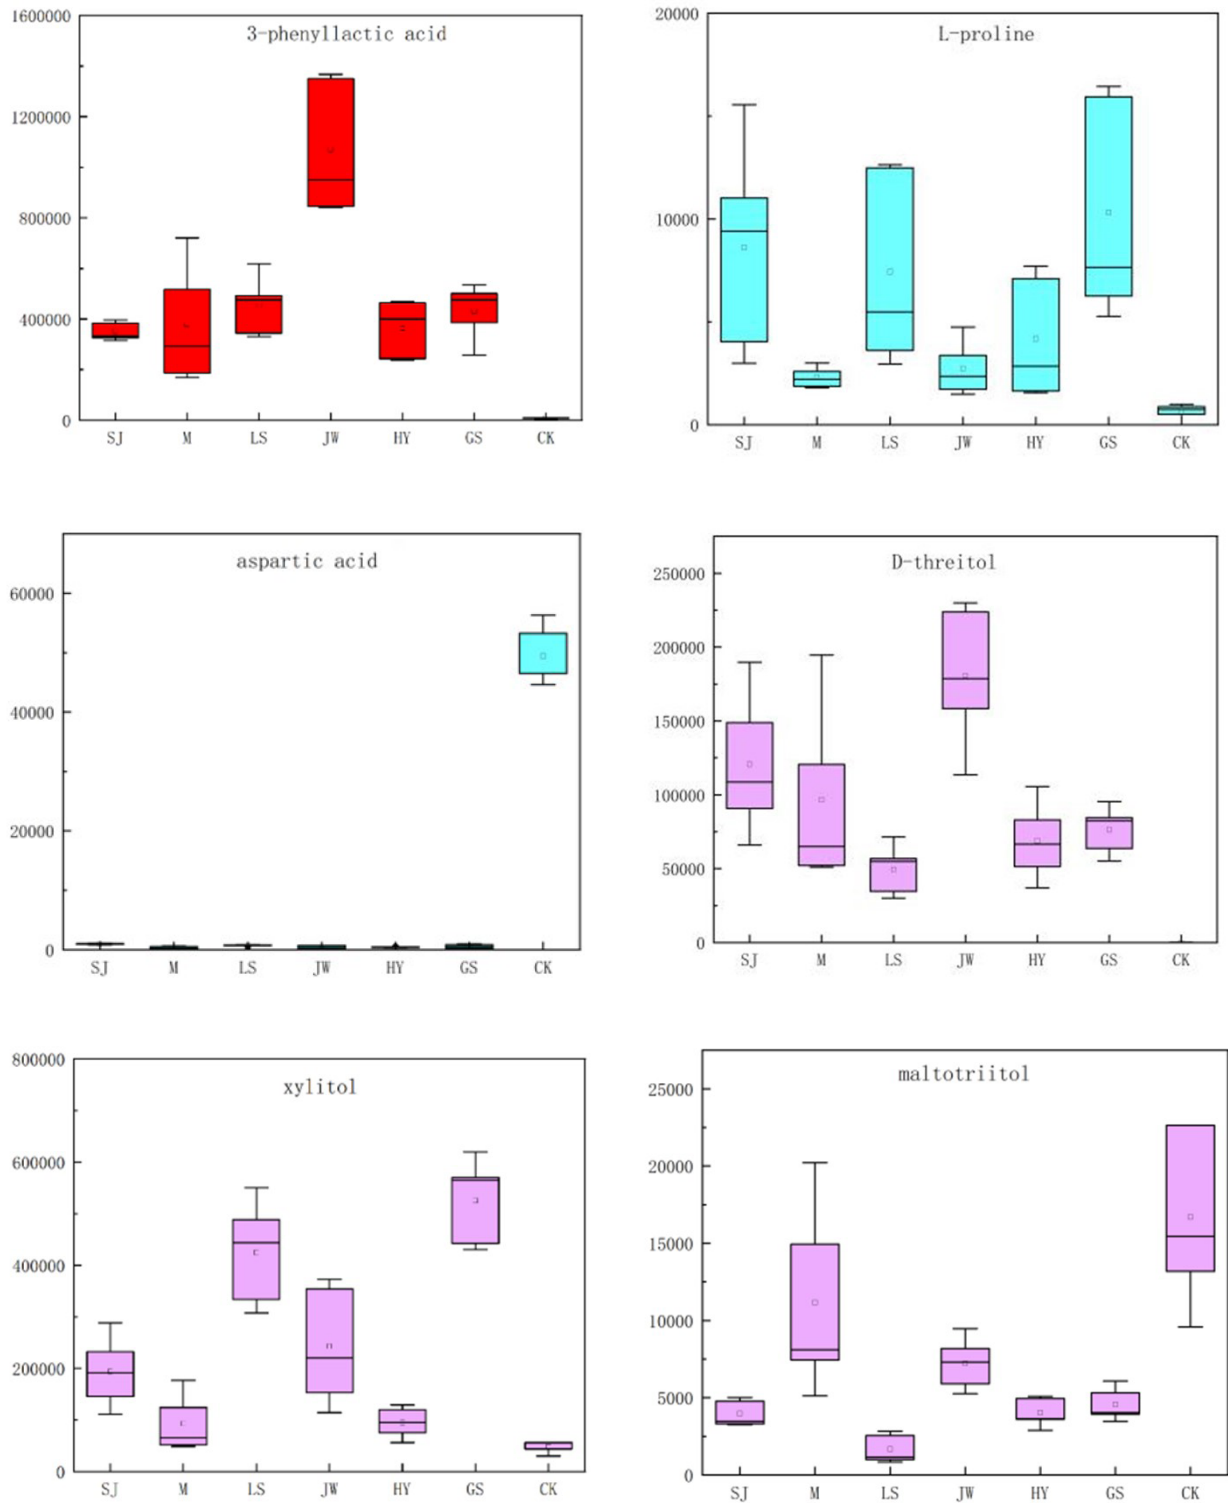 3-phenyllactic acid
1600000
1200000
800000
400000
0
SJ M LS JW HY GS CK
L-proline
20000
10000
0
SJ M LS JW HY GS CK
aspartic acid
60000
40000
20000
0
SJ M LS JW HY GS CK
D-threitol
250000
200000
150000
100000
50000
0
SJ M LS JW HY GS CK
xylitol
800000
600000
400000
200000
0
SJ M LS JW HY GS CK
maltotriitol
25000
20000
15000
10000
5000
0
SJ M LS JW HY GS CK